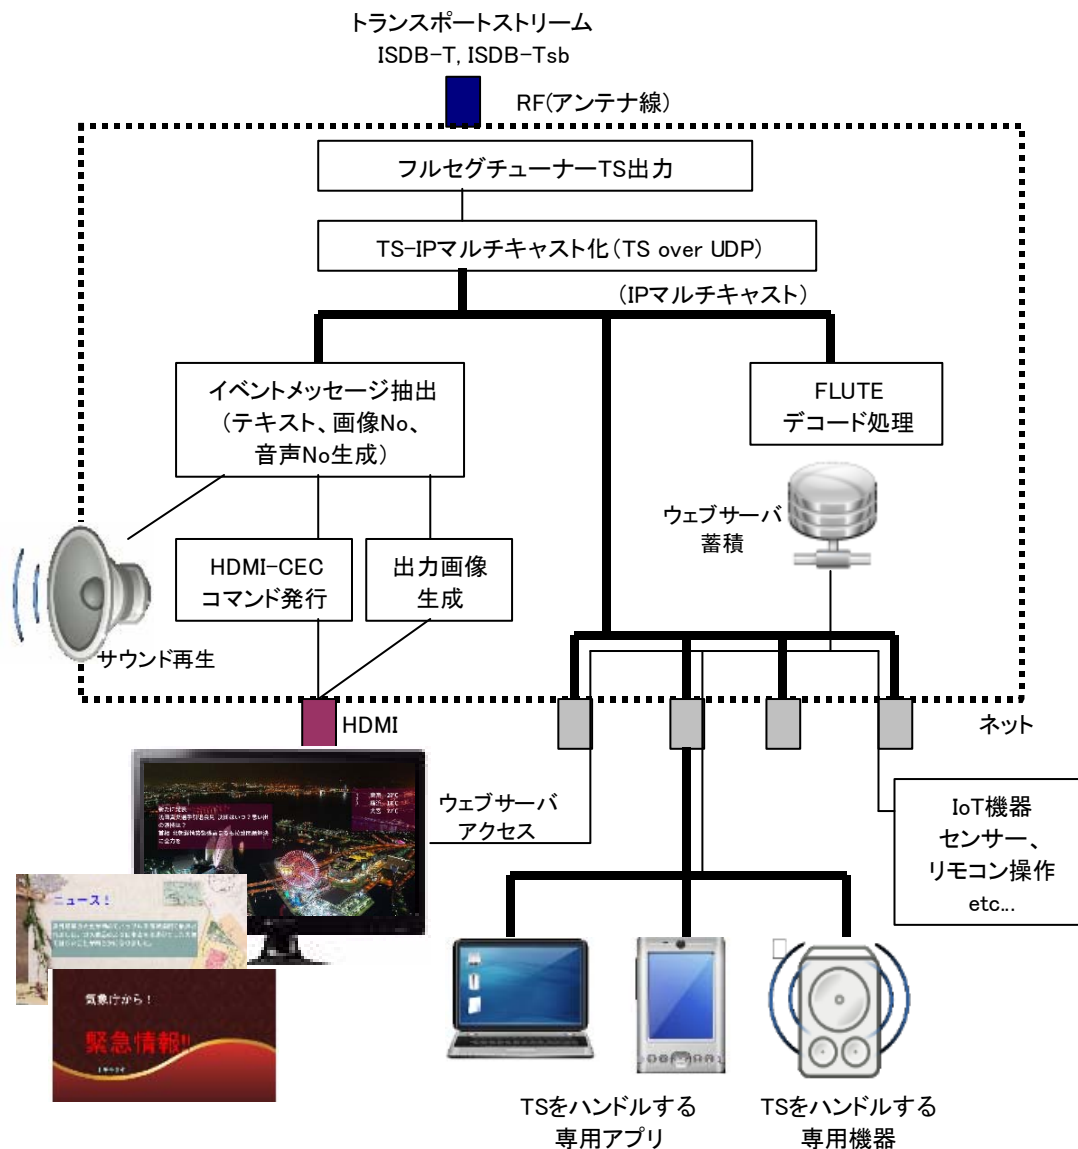 トランスポートストリーム
ISDB-T, ISDB-Tsb
RF(アンテナ線)
フルセグチューナーTS出力
TS-IPマルチキャスト化(TS over UDP)
(IPマルチキャスト)
イベントメッセージ抽出
(テキスト、画像No、
音声No生成)
FLUTE
デコード処理
ウェブサーバ
蓄積
HDMI-CEC
コマンド発行
出力画像
生成
サウンド再生
HDMI
ネット
ウェブサーバ
アクセス
IoT機器
センサー、
リモコン操作
etc...
ニュース!
気象庁から!
緊急情報!!
TSをハンドルする
専用アプリ
TSをハンドルする
専用機器